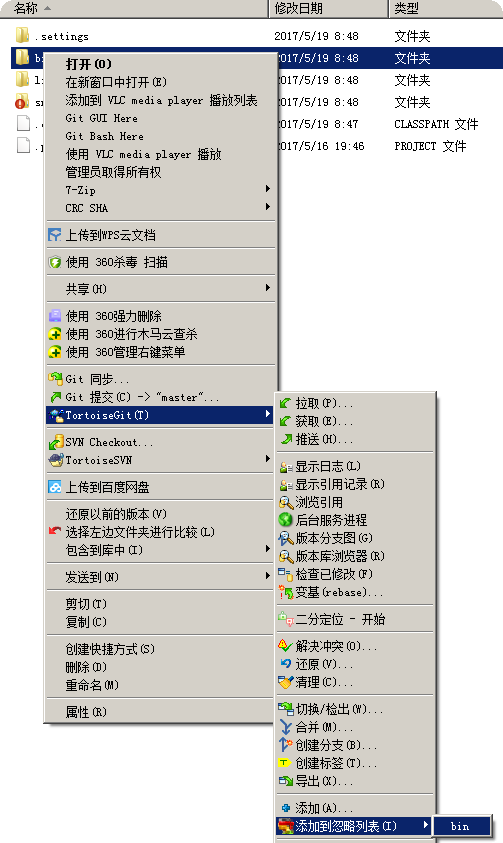 名称 修改日期 类型
.settings 2017/5/19 8:48 文件夹
b 2017/5/19 8:48 文件夹
li 2017/5/19 8:48 文件夹
sr 2017/5/19 8:48 文件夹
. 2017/5/19 8:47 CLASSPATH 文件
. 2017/5/16 19:46 PROJECT 文件
打开(O)
在新窗口中打开(E)
添加到 VLC media player 播放列表
Git GUI Here
Git Bash Here
使用 VLC media player 播放
管理员取得所有权
7-Zip
CRC SHA
上传到WPS云文档
使用 360杀毒 扫描
共享(H)
使用 360强力删除
使用 360进行木马云查杀
使用 360管理右键菜单
Git 同步...
Git 提交(C) -> "master"...
TortoiseGit(T)
SVN Checkout...
TortoiseSVN
上传到百度网盘
还原以前的版本(V)
选择左边文件夹进行比较(L)
包含到库中(I)
发送到(N)
剪切(T)
复制(C)
创建快捷方式(S)
删除(D)
重命名(M)
属性(R)
拉取(P)...
获取(E)...
推送(H)...
显示日志(L)
显示引用记录(R)
浏览引用
后台服务进程
版本分支图(G)
版本库浏览器(R)
检查已修改(F)
变基(rebase)...
二分定位 - 开始
解决冲突(O)...
还原(V)...
清理(C)...
切换/检出(W)...
合并(M)...
创建分支(B)...
创建标签(T)...
导出(X)...
添加(A)...
添加到忽略列表(I)
bin